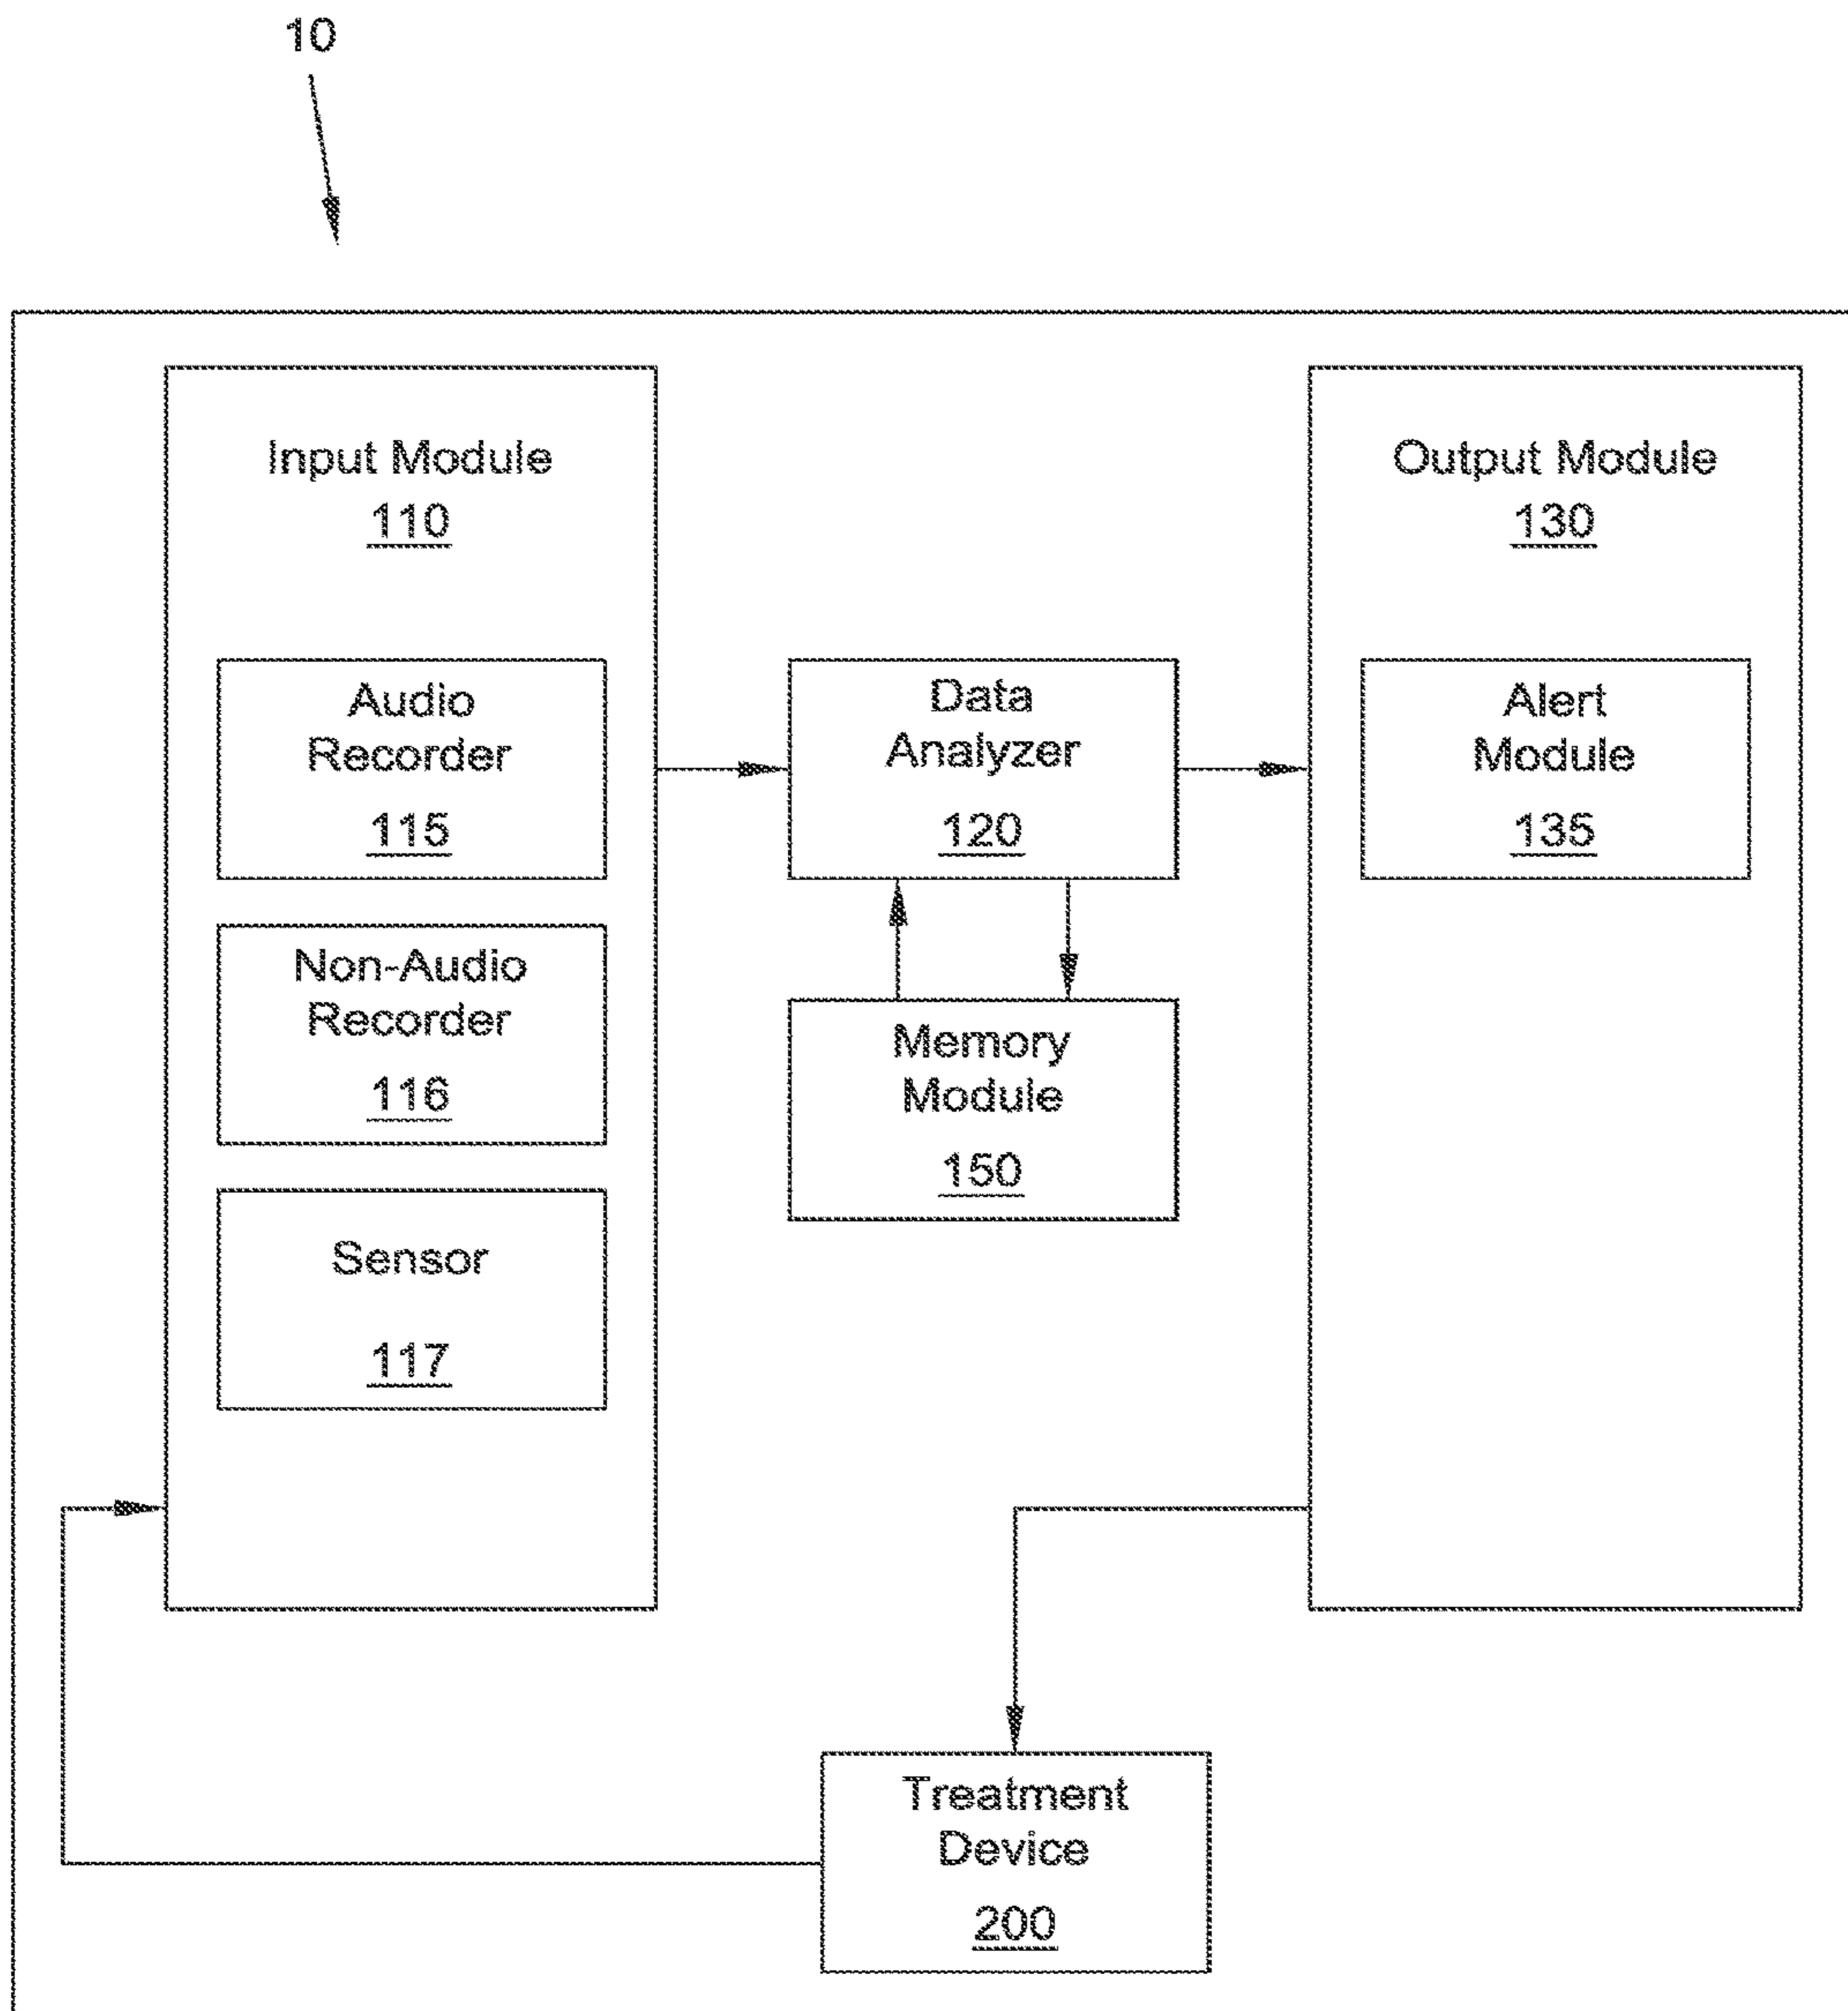 10
Input Module
110
Audio
Recorder
115
Non-Audio
Recorder
116
Sensor
117
Data
Analyzer
120
Memory
Module
150
Output Module
130
Alert
Module
135
Treatment
Device
200